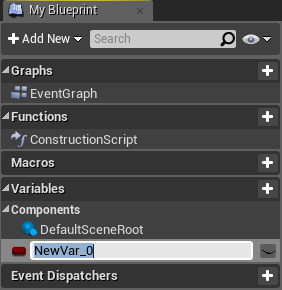 My Blueprint
Add New Search
Graphs
EventGraph
Functions
ConstructionScript
Macros
Variables
Components
DefaultSceneRoot
NewVar_0
Event Dispatchers